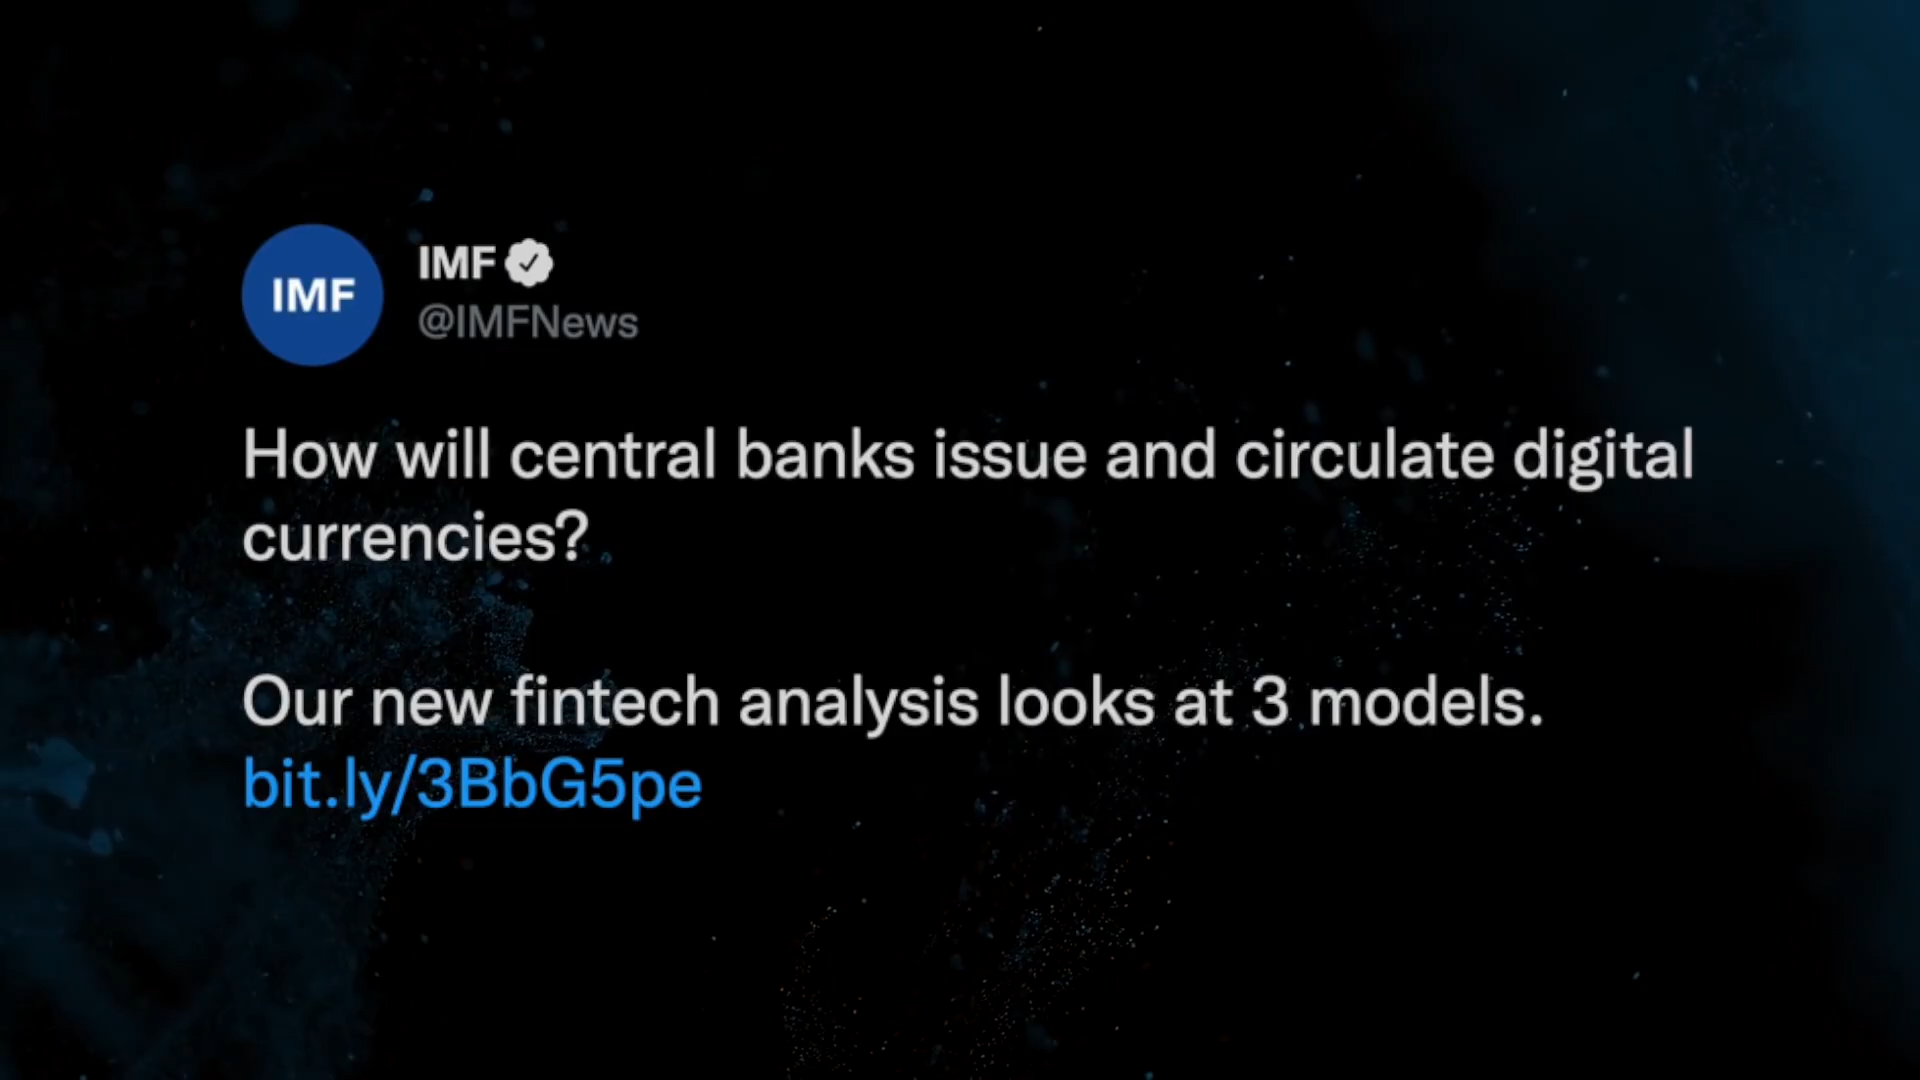 IMF
IMF
@IMFNews
How will central banks issue and circulate digital
currencies?
Our new fintech analysis looks at 3 models.
bit.ly/3BbG5pe